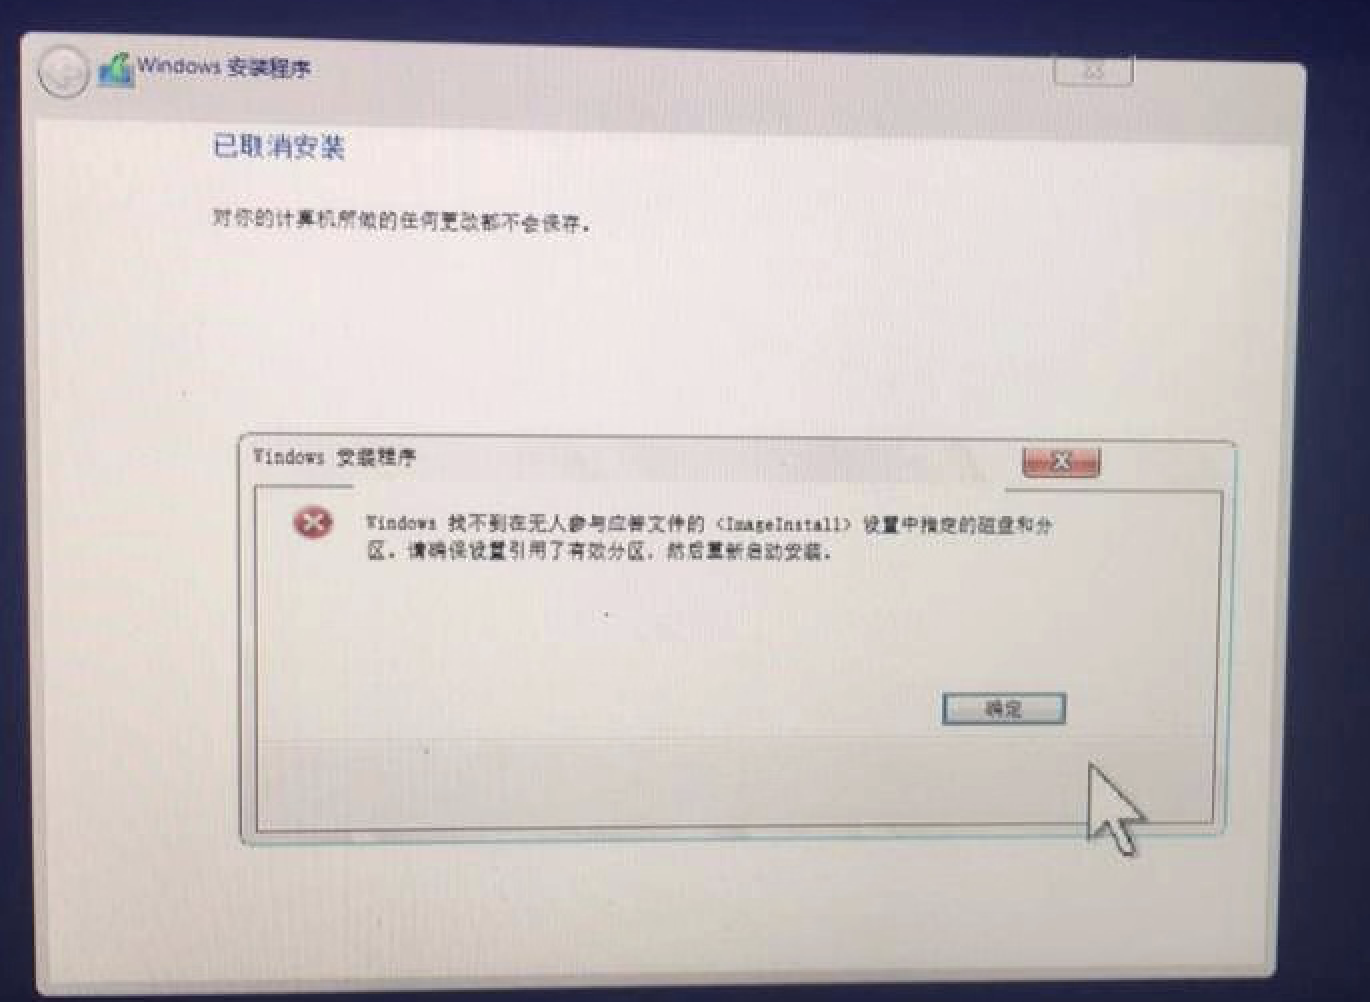 Windows 安装程序
已取消安装
对你的计算机所做的任何更改都不会保存。
Windows 安装程序
Windows 找不到在无人参与应答文件的 <ImageInstall> 设置中指定的磁盘和分
区。请确保设置引用了有效分区，然后重新启动安装。
确定